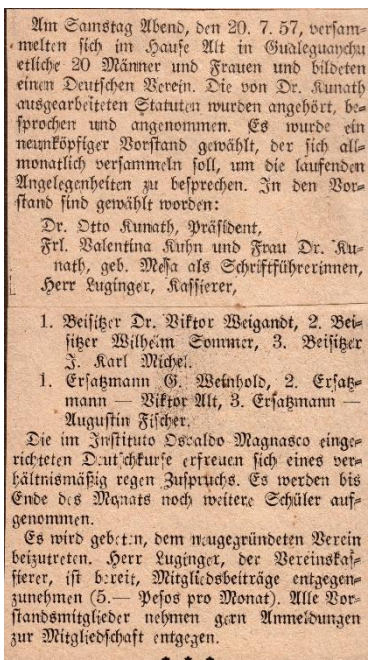 Am Samstag Abend, den 20. 7. 57, versam-
melten sich im Hause Alt in Gualeguaychu
etliche 20 Männer und Frauen und bildeten
einen Deutschen Verein. Die von Dr. Kunath
ausgearbeiteten Statuten wurden angehört, be-
sprochen und angenommen. Es wurde ein
neunköpfiger Vorstand gewählt, der sich all-
monatlich versammeln soll, um die laufenden
Angelegenheiten zu besprechen. In den Vor-
stand sind gewählt worden:
Dr. Otto Kunath, Präsident,
Frl. Valentina Kuhn und Frau Dr. Ku-
nath, geb. Mesa als Schriftführerinnen,
Herr Luginger, Kassierer,
1. Beisitzer Dr. Viktor Weigandt, 2. Bei-
sitzer Wilhelm Sommer, 3. Beisitzer
J. Karl Michel.
1. Ersatzmann G. Weinhold, 2. Ersatz-
mann — Viktor Alt, 3. Ersatzmann —
Augustin Fischer.
Die im Instituto Osvaldo Magnasco einge-
richteten Deutschkurse erfreuen sich eines ver-
hältnismäßig regen Zuspruchs. Es werden bis
Ende des Monats noch weitere Schüler auf-
genommen.
Es wird gebeten, dem neugegründeten Verein
beizutreten. Herr Luginger, der Vereinskas-
sierer, ist bereit, Mitgliedsbeiträge entgegen-
zunehmen (5.— Pesos pro Monat). Alle Vor-
standsmitglieder nehmen gern Anmeldungen
zur Mitgliedschaft entgegen.